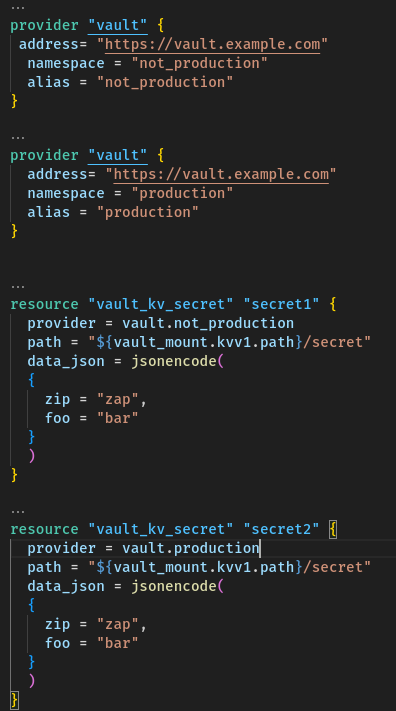 ...
provider "vault" {
 address= "https://vault.example.com"
  namespace = "not_production"
  alias = "not_production"
}
...
provider "vault" {
  address= "https://vault.example.com"
  namespace = "production"
  alias = "production"
}
...
resource "vault_kv_secret" "secret1" {
  provider = vault.not_production
  path = "${vault_mount.kvv1.path}/secret"
  data_json = jsonencode(
  {
    zip = "zap",
    foo = "bar"
  }
  )
}
...
resource "vault_kv_secret" "secret2" {
  provider = vault.production
  path = "${vault_mount.kvv1.path}/secret"
  data_json = jsonencode(
  {
    zip = "zap",
    foo = "bar"
  }
  )
}